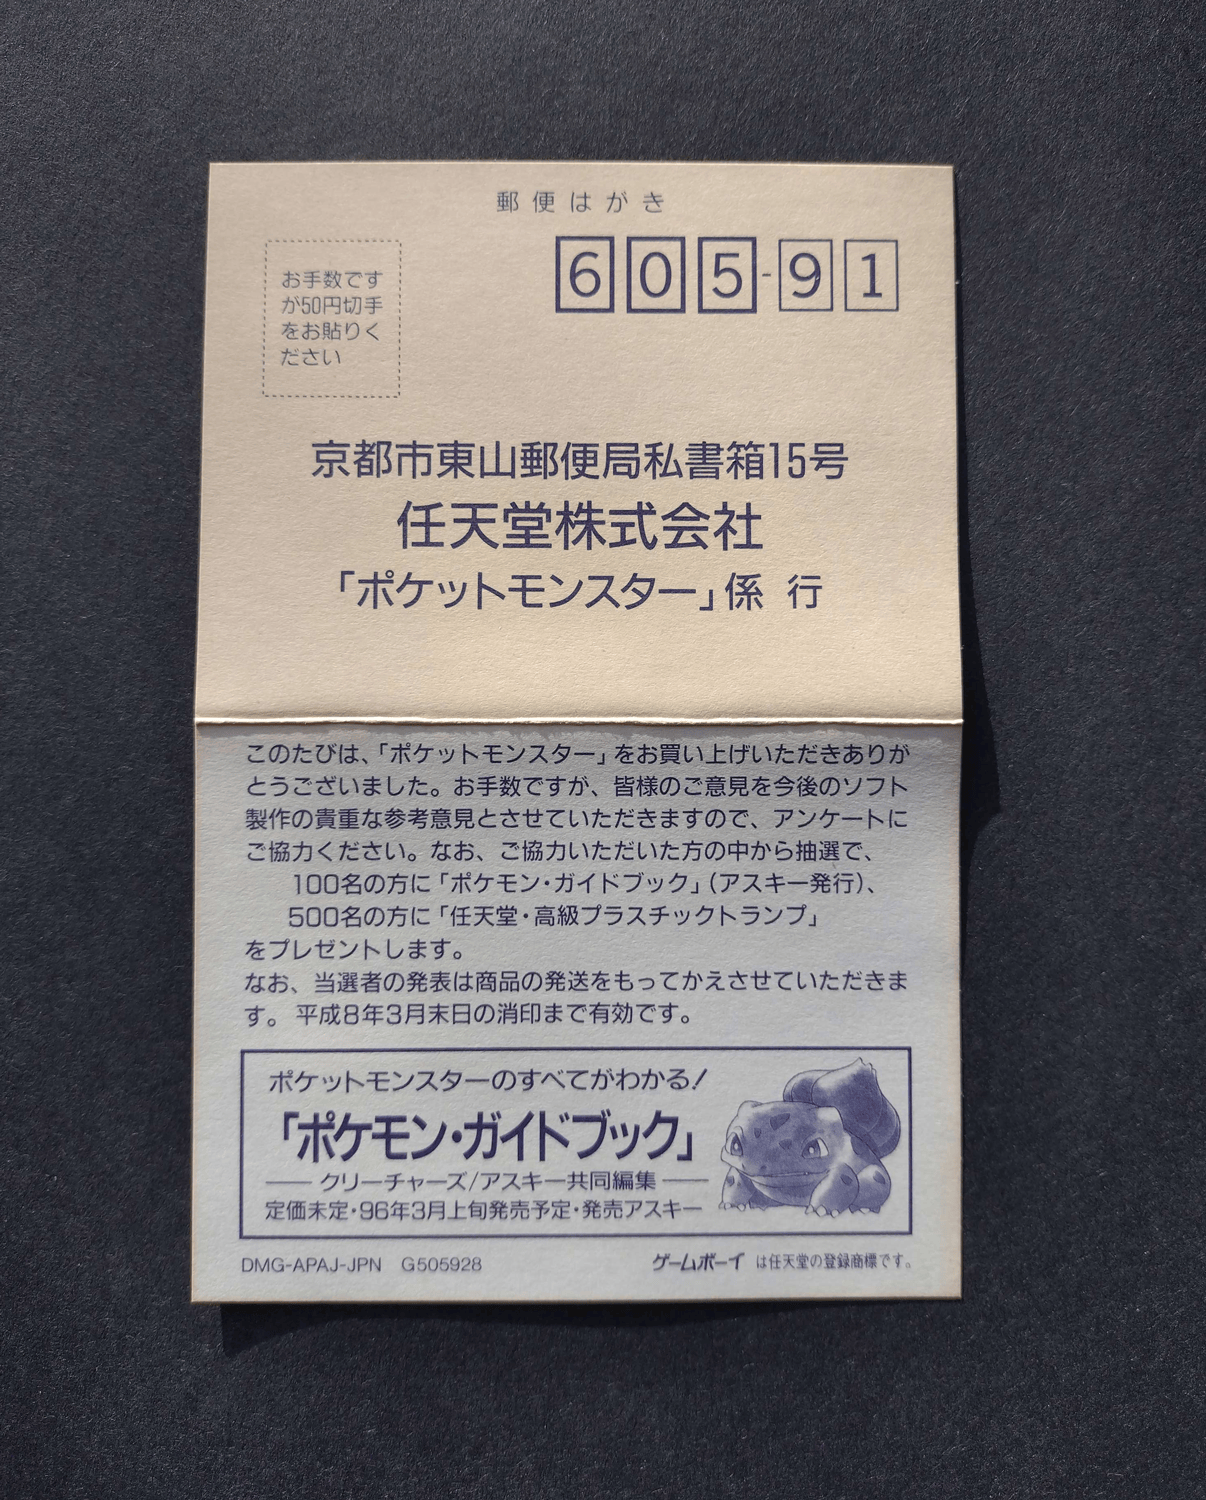 郵便はがき
605-91
お手数です
が50円切手
をお貼りく
ださい
京都市東山郵便局私書箱15号
任天堂株式会社
「ポケットモンスター」係 行
このたびは、「ポケットモンスター」をお買い上げいただきありが
とうございました。お手数ですが、皆様のご意見を今後のソフト
製作の貴重な参考意見とさせていただきますので、アンケートに
ご協力ください。なお、ご協力いただいた方の中から抽選で、
100名の方に「ポケモン・ガイドブック」(アスキー発行)、
500名の方に「任天堂・高級プラスチックトランプ」
をプレゼントします。
なお、当選者の発表は商品の発送をもってかえさせていただきま
す。平成8年3月末日の消印まで有効です。
ポケットモンスターのすべてがわかる!
「ポケモン・ガイドブック」
クリーチャーズ/アスキー共同編集
定価未定・96年3月上旬発売予定・発売アスキー
DMG-APAJ-JPN G505928
ゲームボーイ は任天堂の登録商標です。